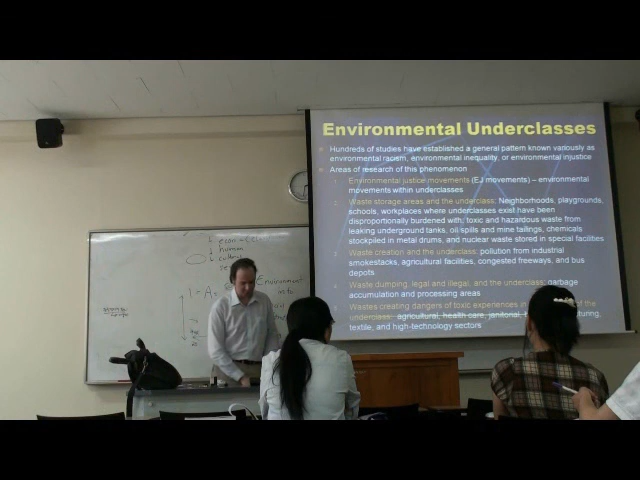 Environmental Underclasses
Hundreds of studies have established a general pattern known variously as
environmental racism, environmental inequality, or environmental injustice
Areas of research of this phenomenon
Environmental justice movements (EJ movements) – environmental
movements within underclasses
Waste storage areas and the underclass: Neighborhoods, playgrounds,
schools, workplaces where underclasses exist have been
disproportionally burdened with, toxic and hazardous waste from
leaking underground tanks, oil spills and mine tailings, chemicals
stockpiled in metal drums, and nuclear waste stored in special facilities
Waste creation and the underclass: pollution from industrial
smokestacks, agricultural facilities, congested freeways, and bus
depots
Waste dumping, legal and illegal, and the underclass: garbage
accumulation and processing areas
Wastes creating dangers of toxic experiences in of the
underclass: agricultural, health care, janitorial,
textile, and high-technology sectors
human
I = A
Environment